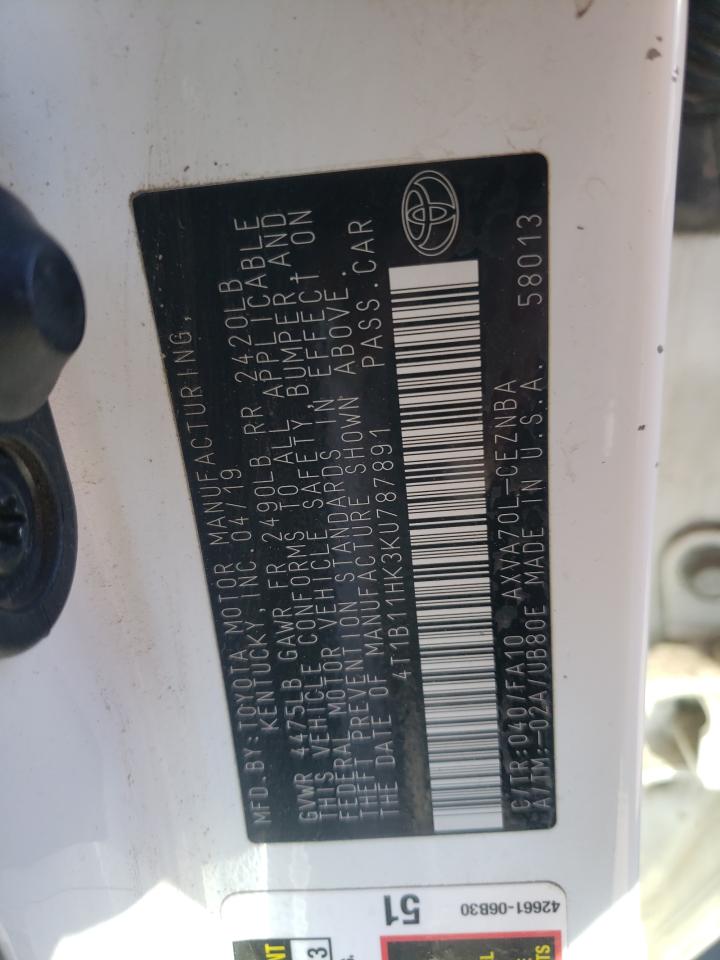 MFD. BY: TOYOTA MOTOR MANUFACTURING,
KENTUCKY, INC. 04/19
GVWR 4475LB GAWR FR 2490LB RR 2420LB
THIS VEHICLE CONFORMS TO ALL APPLICABLE
FEDERAL MOTOR VEHICLE SAFETY, BUMPER AND
THEFT PREVENTION STANDARDS IN EFFECT ON
THE DATE OF MANUFACTURE SHOWN ABOVE.
4T1B11HK3KU787891 PASS.CAR
C/TR:040/FA10 AXVA70L-CEZNBA
A/TM:-02A/UB80E MADE IN U.S.A. 58013
42661-06B30
51
3